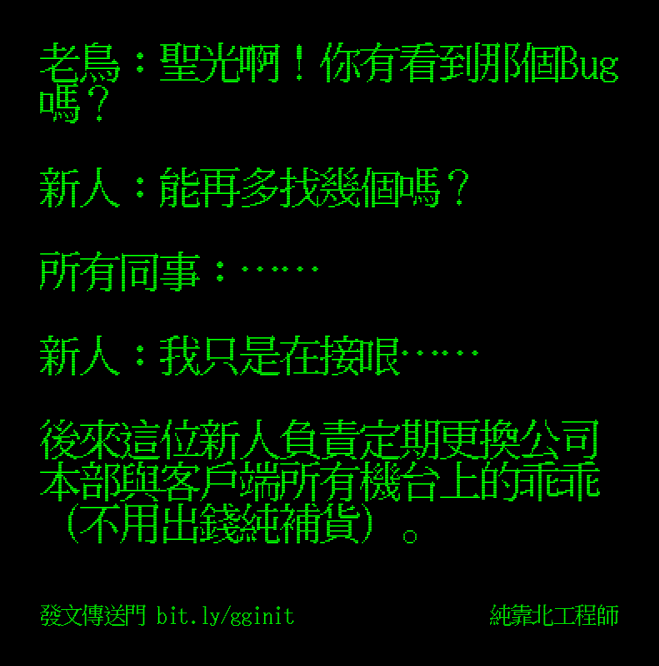 老鳥：聖光啊！你有看到那個Bug
嗎？
新人：能再多找幾個嗎？
所有同事：……
新人：我只是在接哏……
後來這位新人負責定期更換公司
本部與客戶端所有機台上的乖乖
（不用出錢純補貨）。
發文傳送門 bit.ly/gginit
純靠北工程師